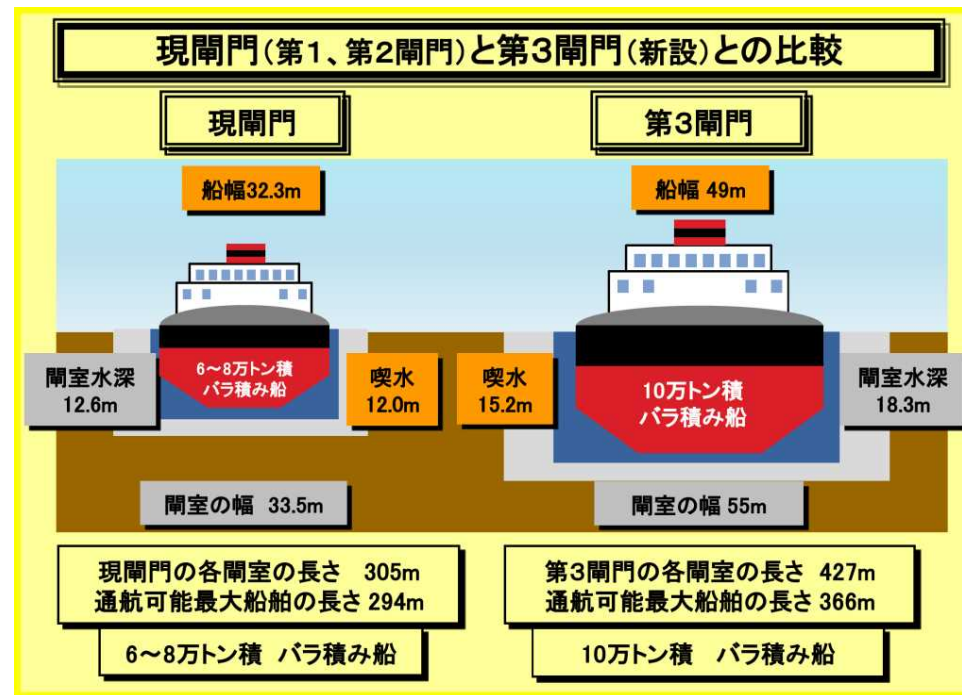 現閘門(第1、第2閘門)と第3閘門(新設)との比較
現閘門
船幅32.3m
6～8万トン積
バラ積み船
閘室水深
12.6m
喫水
12.0m
閘室の幅 33.5m
現閘門の各閘室の長さ 305m
通航可能最大船舶の長さ 294m
6～8万トン積 バラ積み船
第3閘門
船幅 49m
喫水
15.2m
10万トン積
バラ積み船
閘室水深
18.3m
閘室の幅 55m
第3閘門の各閘室の長さ 427m
通航可能最大船舶の長さ 366m
10万トン積 バラ積み船